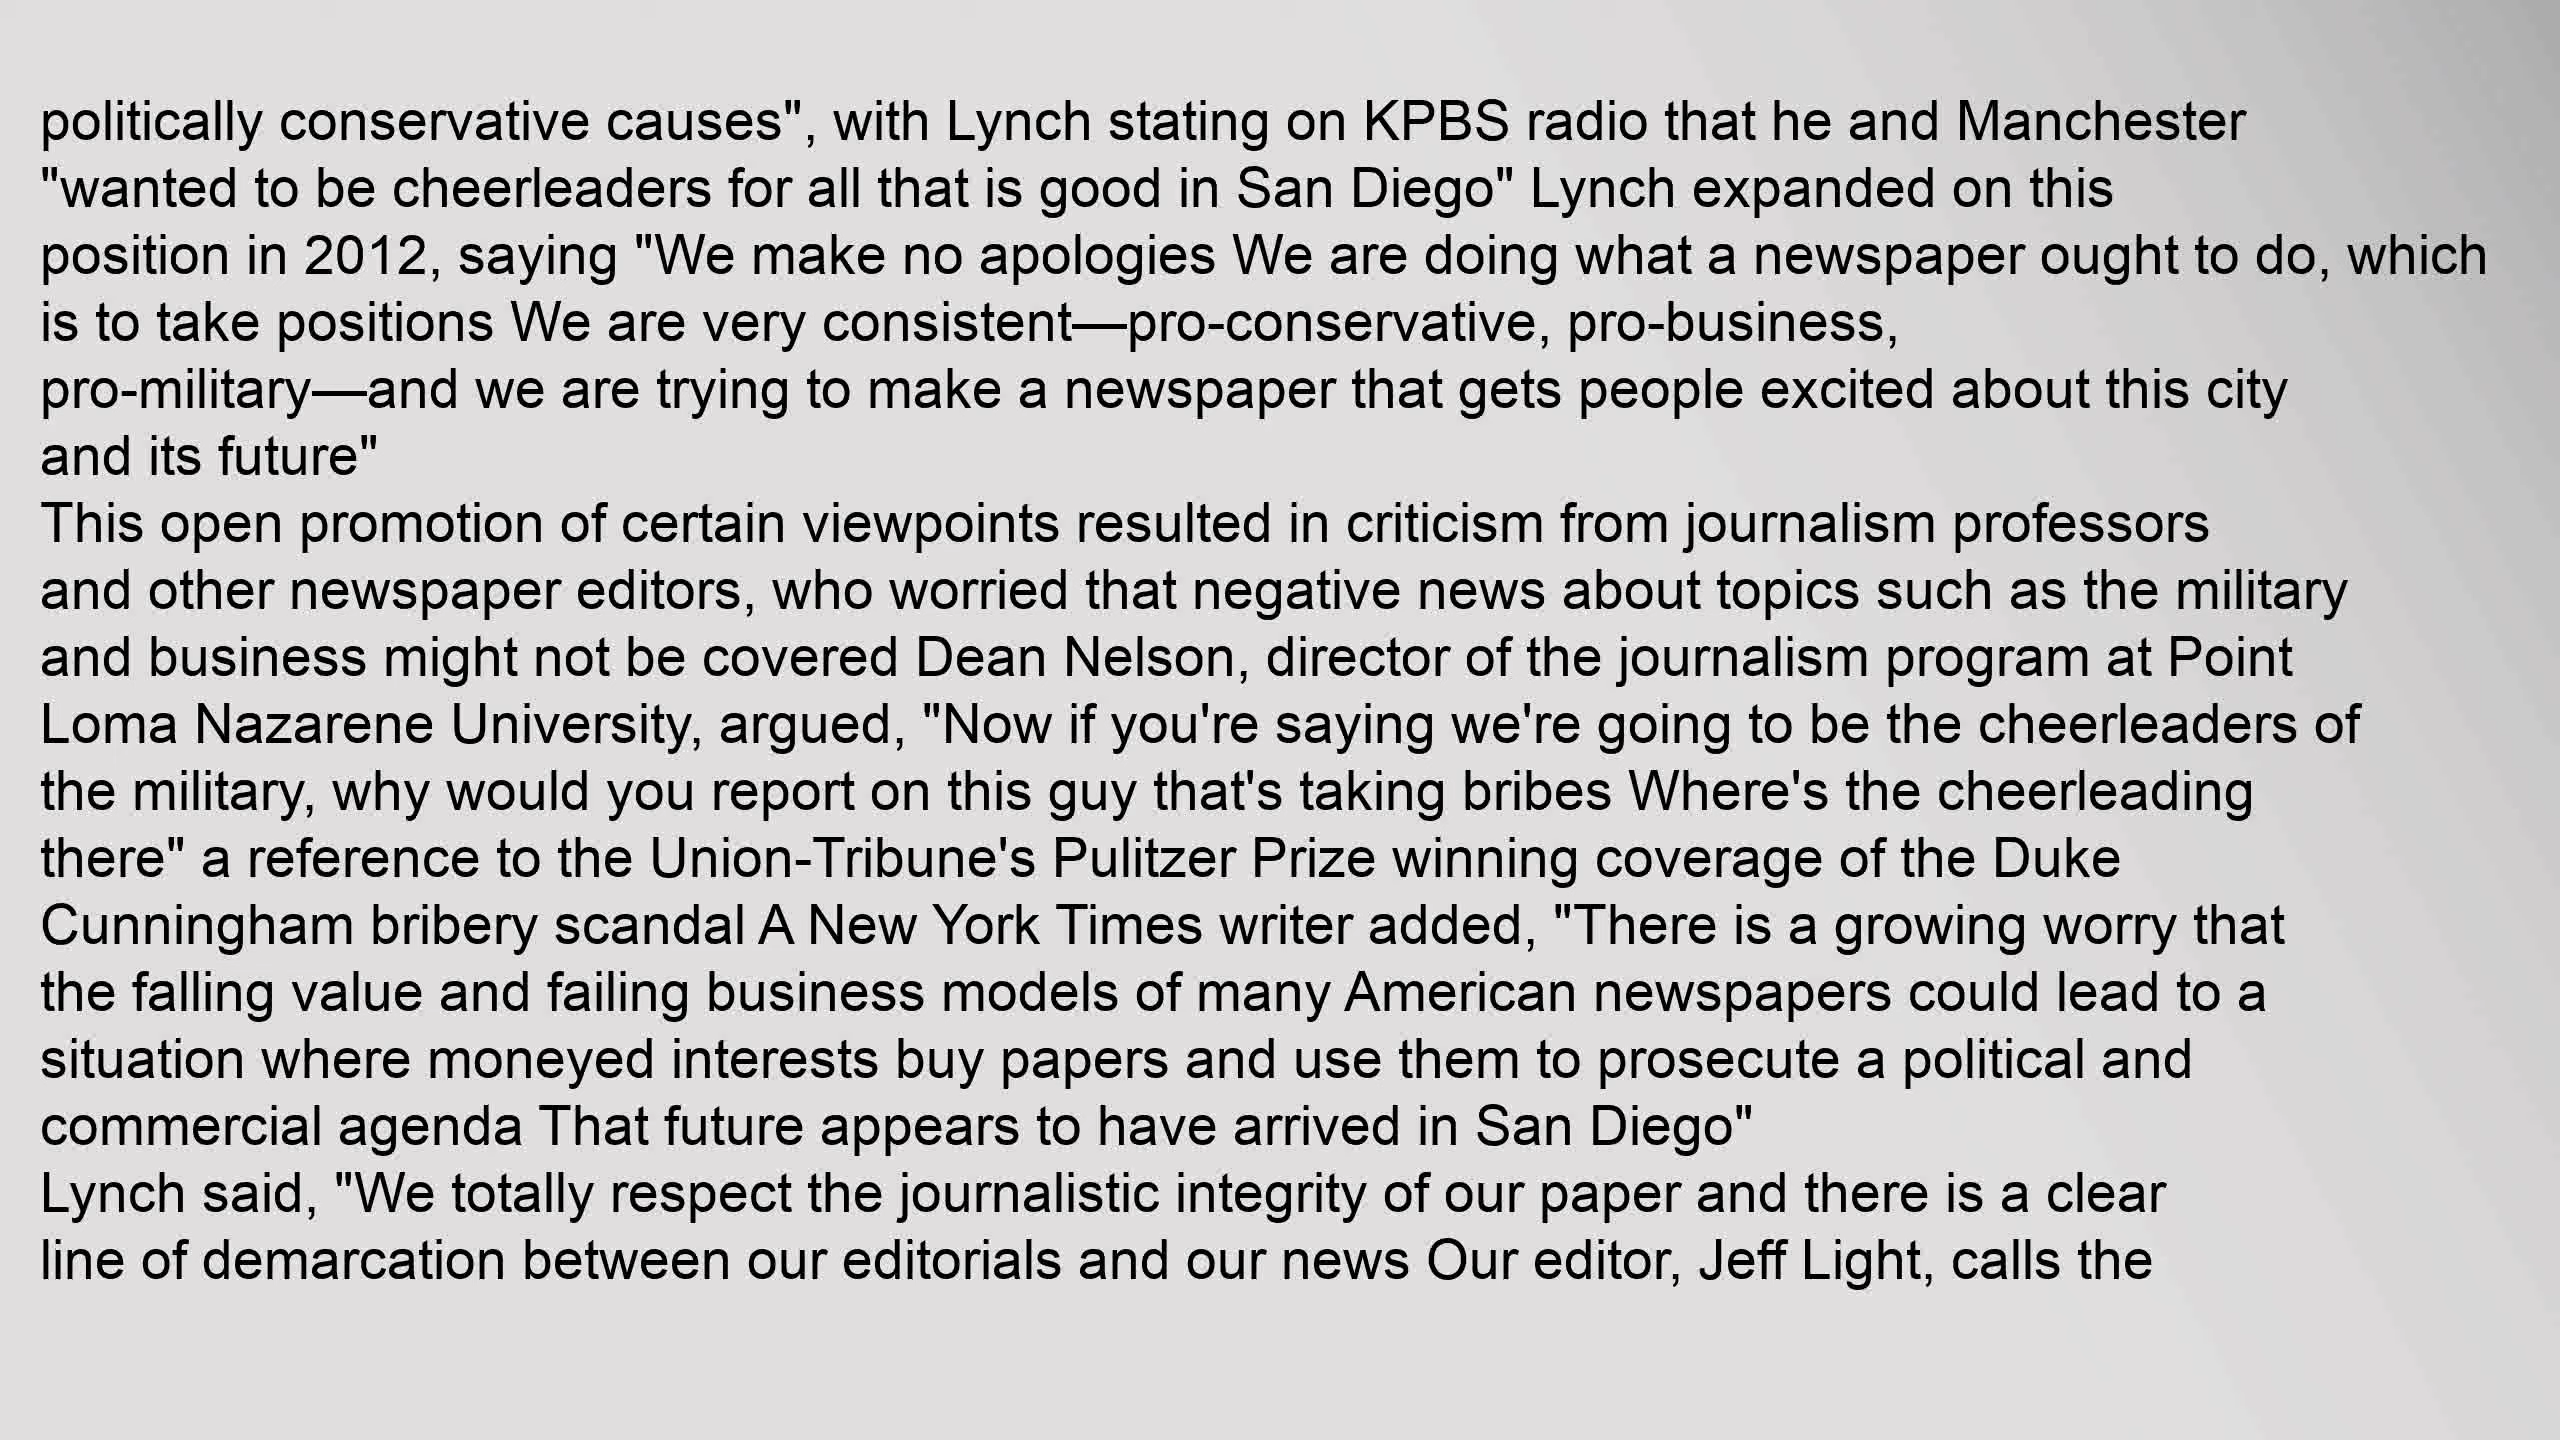 politically conservative causes", with Lynch stating on KPBS radio that he and Manchester
"wanted to be cheerleaders for all that is good in San Diego" Lynch expanded on this
position in 2012, saying "We make no apologies We are doing what a newspaper ought to do, which
is to take positions We are very consistent—pro-conservative, pro-business,
pro-military—and we are trying to make a newspaper that gets people excited about this city
and its future"
This open promotion of certain viewpoints resulted in criticism from journalism professors
and other newspaper editors, who worried that negative news about topics such as the military
and business might not be covered Dean Nelson, director of the journalism program at Point
Loma Nazarene University, argued, "Now if you're saying we're going to be the cheerleaders of
the military, why would you report on this guy that's taking bribes Where's the cheerleading
there" a reference to the Union-Tribune's Pulitzer Prize winning coverage of the Duke
Cunningham bribery scandal A New York Times writer added, "There is a growing worry that
the falling value and failing business models of many American newspapers could lead to a
situation where moneyed interests buy papers and use them to prosecute a political and
commercial agenda That future appears to have arrived in San Diego"
Lynch said, "We totally respect the journalistic integrity of our paper and there is a clear
line of demarcation between our editorials and our news Our editor, Jeff Light, calls the